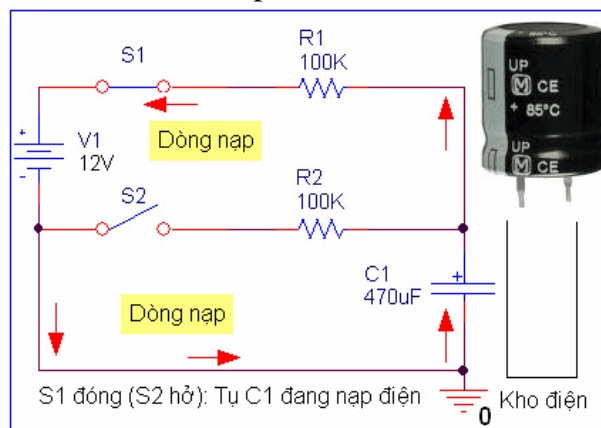 S1
R1
100K
Dòng nạp
V1
12V
+
-
S2
R2
100K
C1
470uF
+
Dòng nạp
S1 đóng (S2 hở): Tụ C1 đang nạp điện
0
Kho điện
85°C
UP
M CE
+ 85°C
UP
M CE